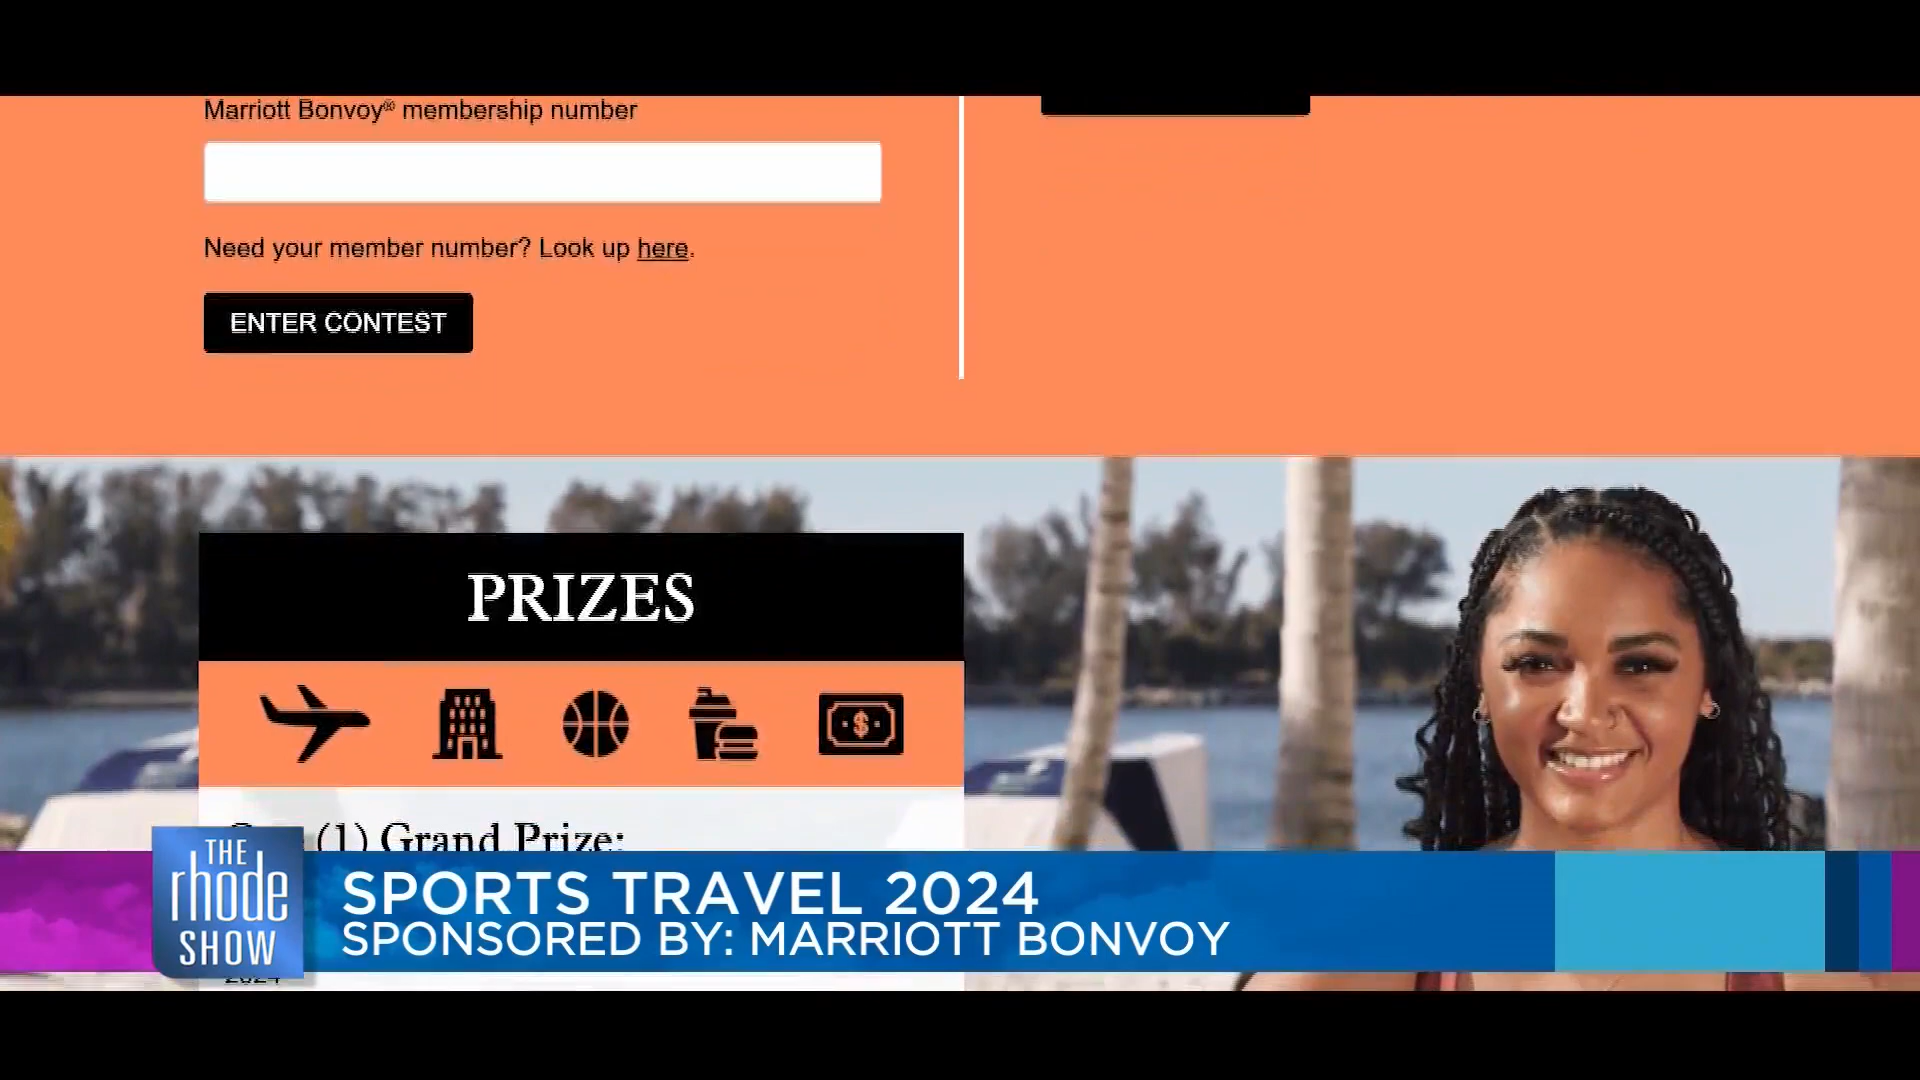 Marriott Bonvoy® membership number
Need your member number? Look up here.
ENTER CONTEST
PRIZES
$
(1) Grand Prize:
THE
rhode
SHOW
SPORTS TRAVEL 2024
SPONSORED BY: MARRIOTT BONVOY
2024